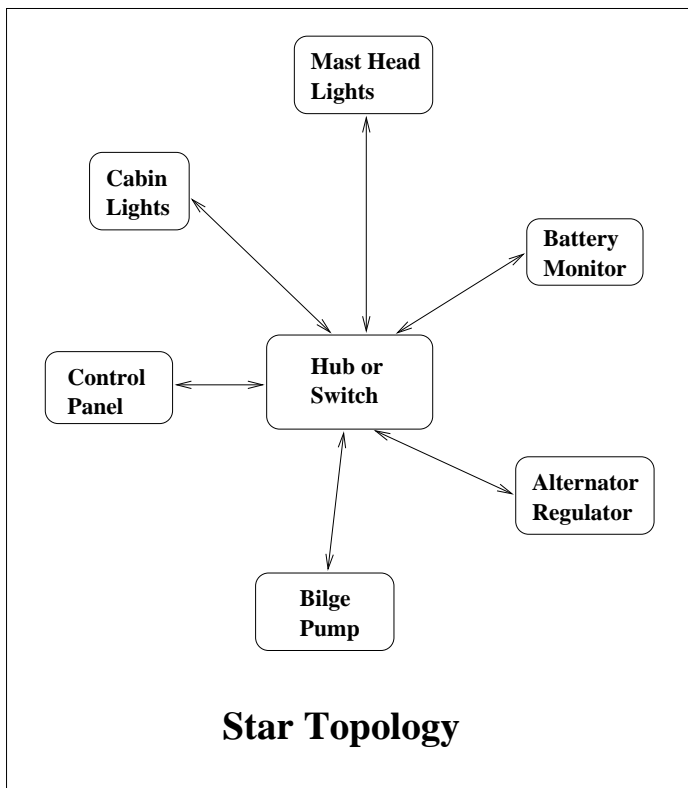 Mast Head
Lights
Cabin
Lights
Battery
Monitor
Hub or
Switch
Control
Panel
Alternator
Regulator
Bilge
Pump
Star Topology